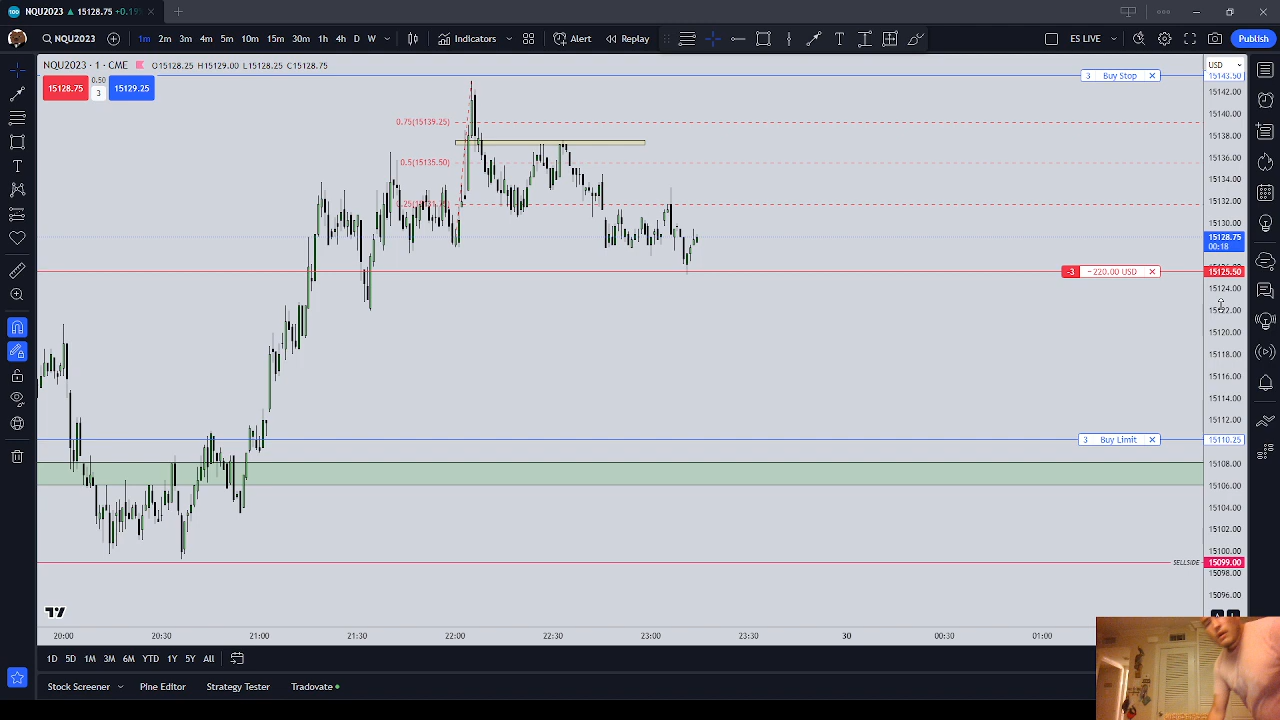 NQU2023 ▲ 15128.75 +0.19
NQU2023 1m 2m 3m 4m 5m 10m 15m 30m 1h 4h D W Indicators Alert Replay ES LIVE Publish
NQU2023 · 1 · CME O15128.25 H15129.00 L15128.25 C15128.75
15128.75 0.50 3 15129.25
USD
3 Buy Stop 15143.50
15142.00
15140.00
0.75(15139.25)
15138.00
15136.00
0.5(15135.50)
15134.00
15132.00
15130.00
15128.75
00:18
-3 −220.00 USD 15125.50
15124.00
15122.00
15120.00
15118.00
15116.00
15114.00
15112.00
3 Buy Limit 15110.25
15108.00
15106.00
15104.00
15102.00
15100.00
SELLSIDE 15099.00
15098.00
15096.00
20:00 20:30 21:00 21:30 22:00 22:30 23:00 23:30 30 00:30 01:00
1D 5D 1M 3M 6M YTD 1Y 5Y All
Stock Screener Pine Editor Strategy Tester Tradovate